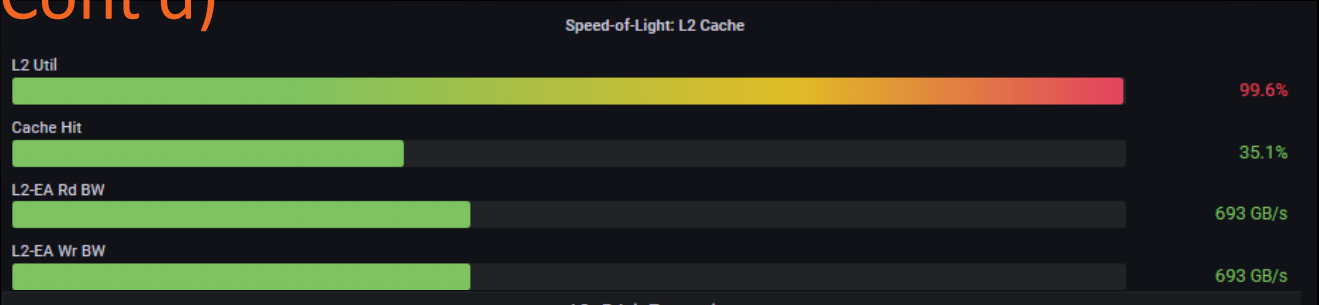 Cont'd)
Speed-of-Light: L2 Cache
L2 Util
99.6%
Cache Hit
35.1%
L2-EA Rd BW
693 GB/s
L2-EA Wr BW
693 GB/s